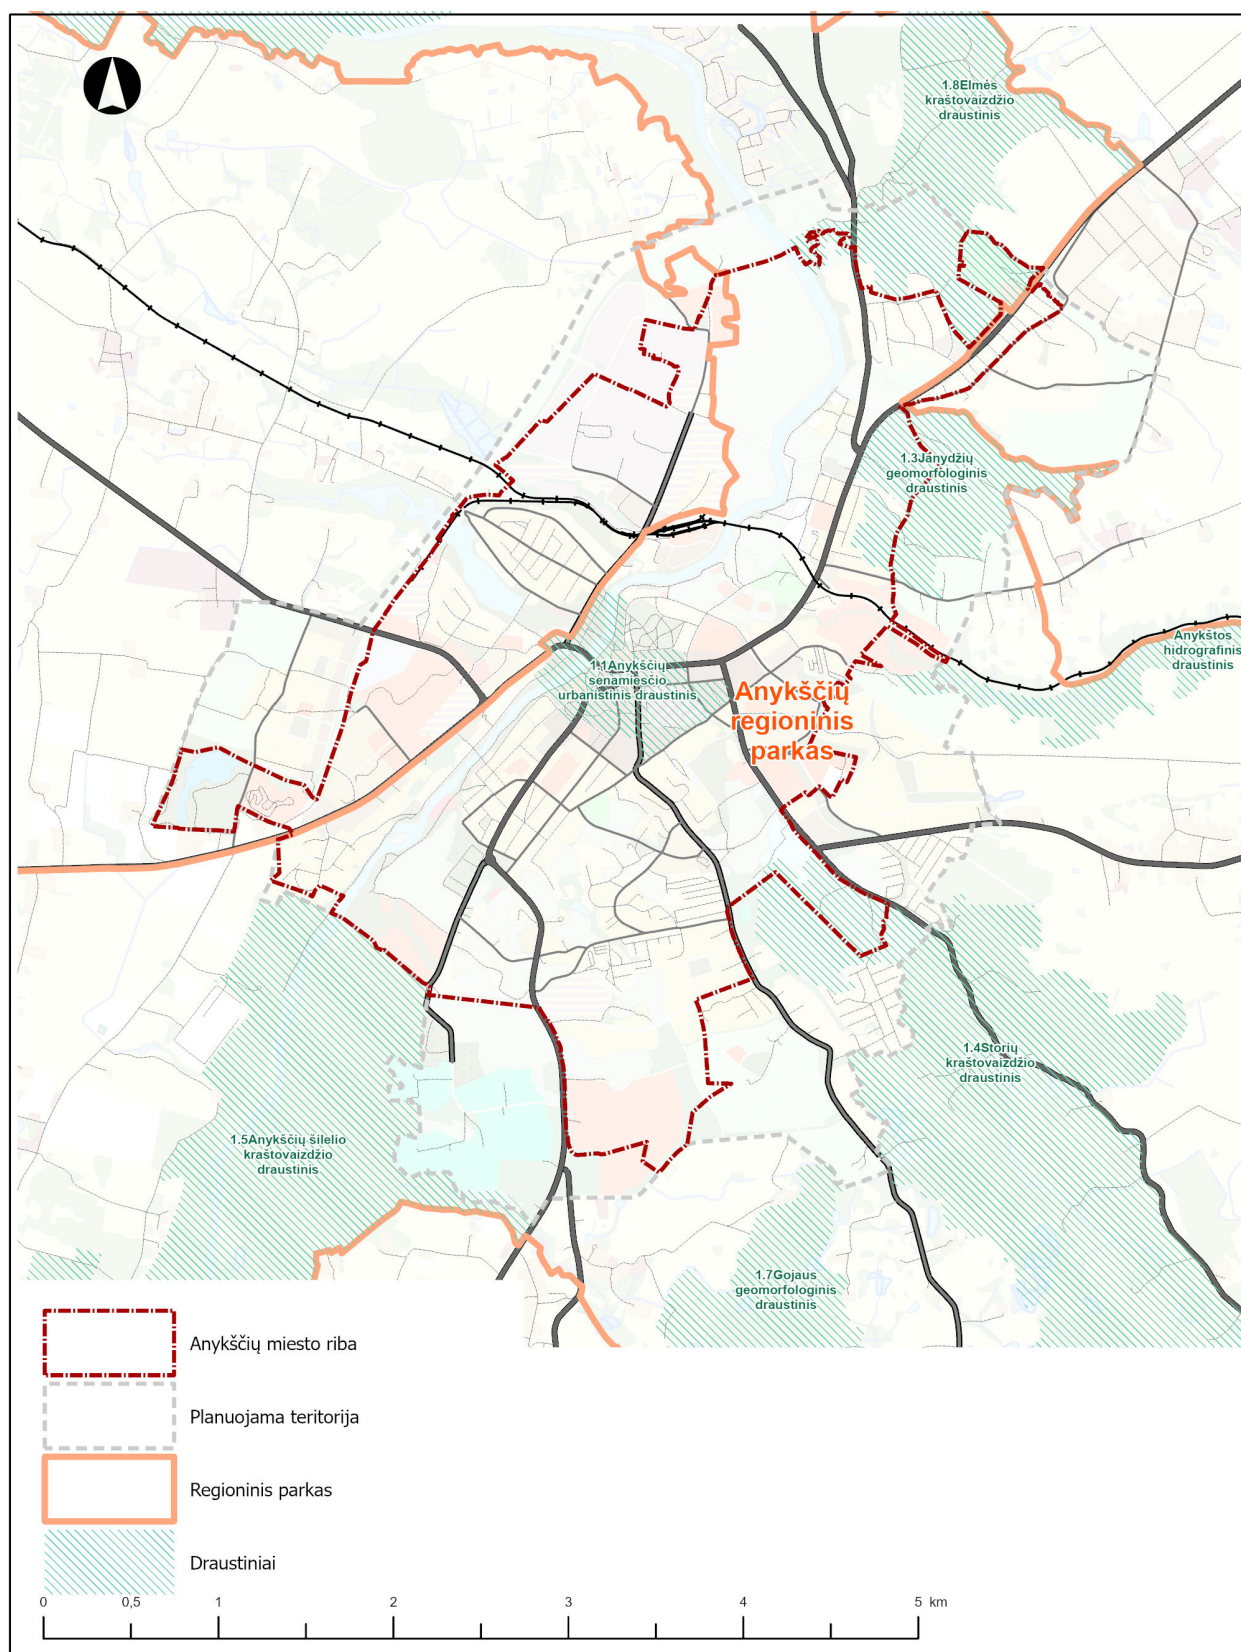 1.8Elmės
kraštovaizdžio
draustinis
1.3Janydžių
geomorfologinis
draustinis
Anykštos
hidrografinis
draustinis
1.1Anykščių
senamiesčio
urbanistinis draustinis
Anykščių
regioninis
parkas
1.4Storių
kraštovaizdžio
draustinis
1.5Anykščių šilelio
kraštovaizdžio
draustinis
1.7Gojaus
geomorfologinis
draustinis
Anykščių miesto riba
Planuojama teritorija
Regioninis parkas
Draustiniai
0 0,5 1 2 3 4 5 km